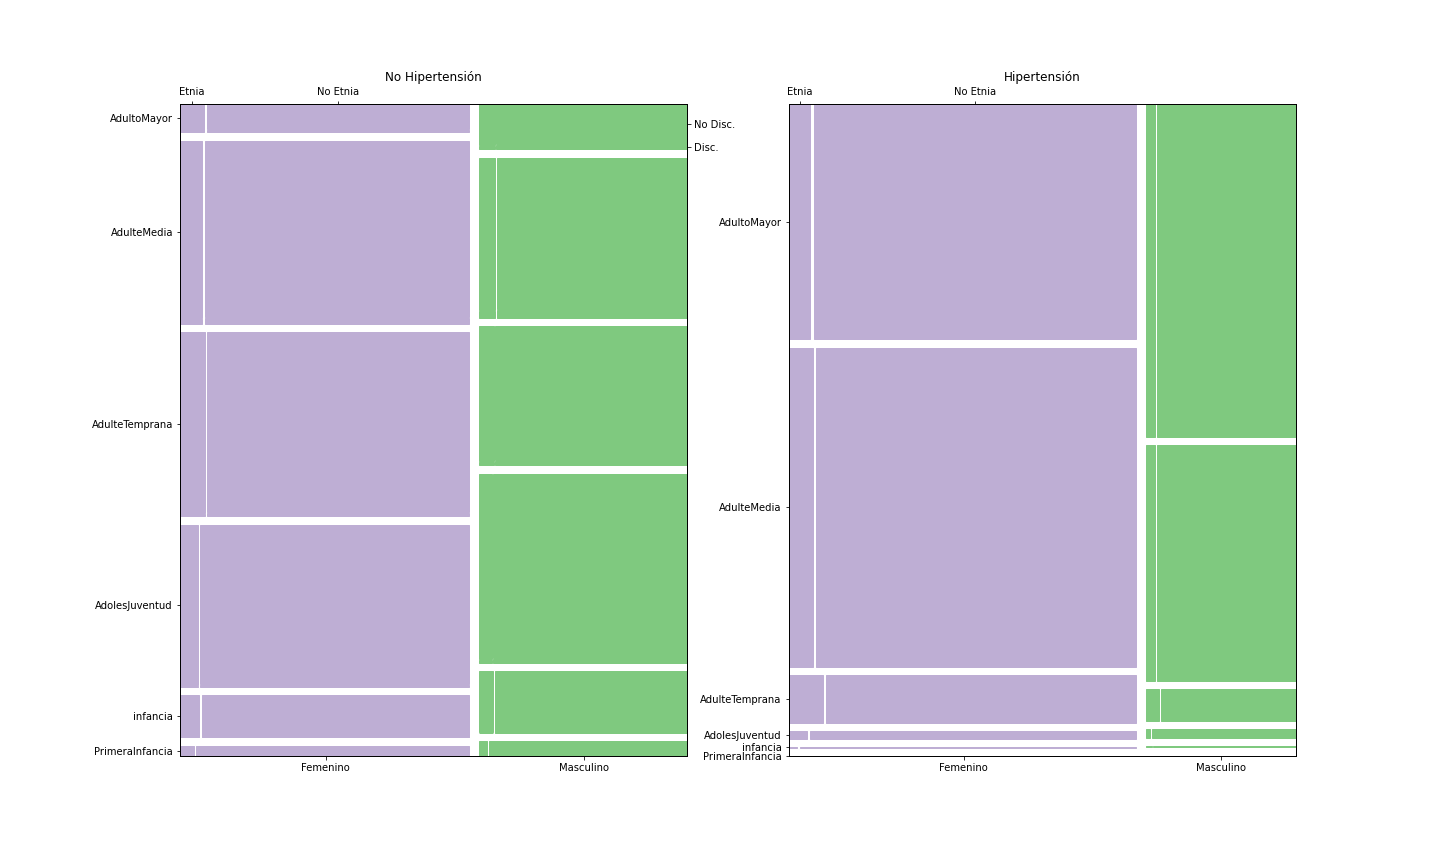 No Hipertensión
Etnia
No Etnia
AdultoMayor
AdulteMedia
AdulteTemprana
AdolesJuventud
infancia
PrimeraInfancia
No Disc.
Disc.
Femenino
Masculino
Hipertensión
Etnia
No Etnia
AdultoMayor
AdulteMedia
AdulteTemprana
AdolesJuventud
infancia
PrimeraInfancia
Femenino
Masculino